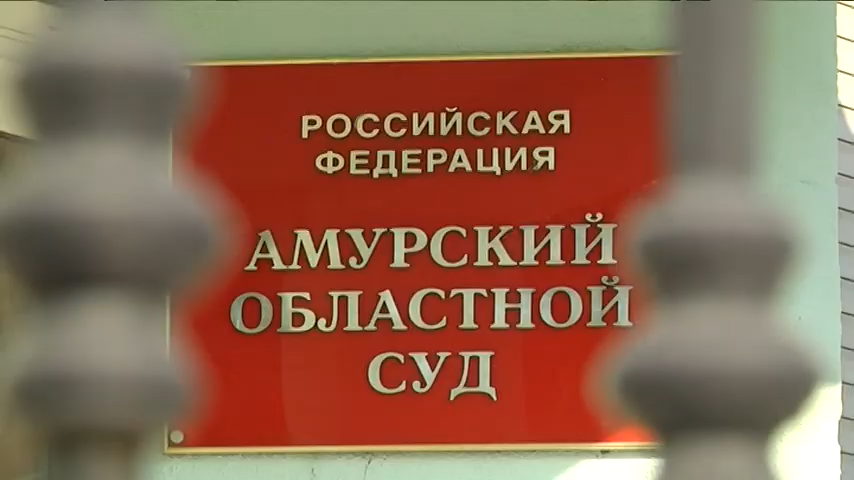 РОССИЙСКАЯ
ФЕДЕРАЦИЯ
АМУРСКИЙ
ОБЛАСТНОЙ
СУД